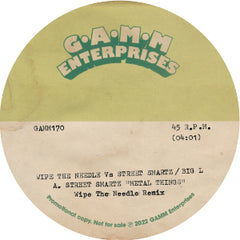 G.A.M.M
ENTERPRISES
GAMM170
45 R.P.M.
(04:01)
WIPE THE NEEDLE Vs STREET SMARTZ / BIG L
A. STREET SMARTZ "METAL THINGZ"
Wipe The Needle Remix
Promotional copy. Not for sale ℗ 2022 GAMM Enterprises